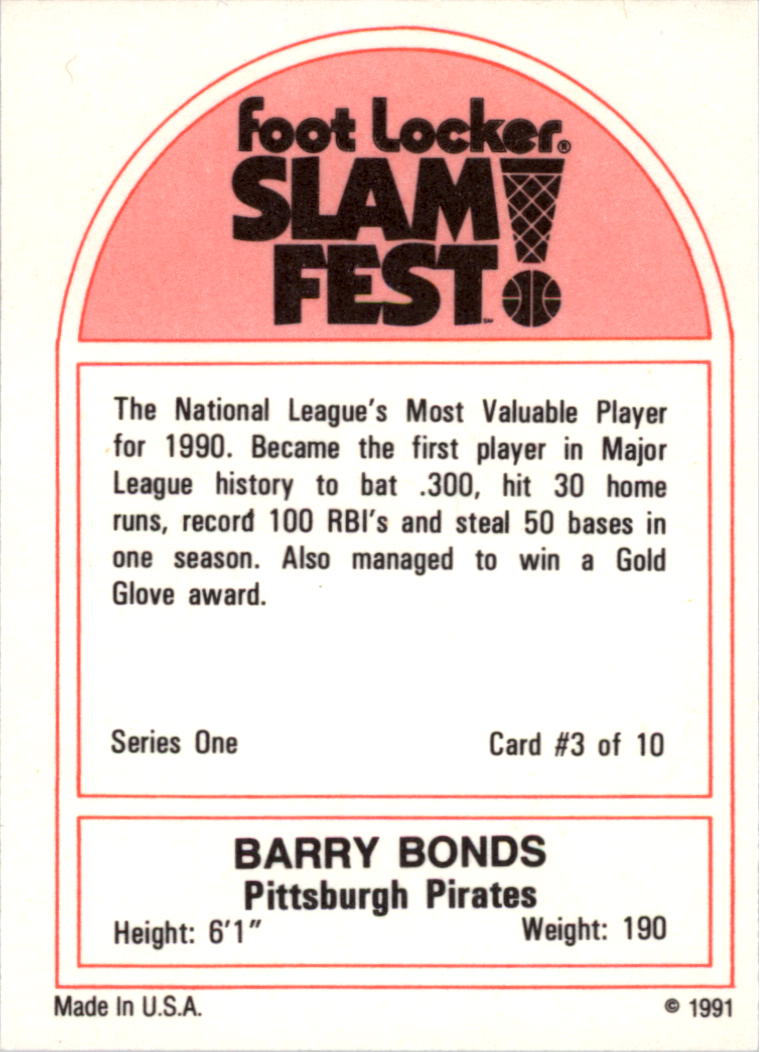 foot Locker®
SLAM
FEST!℠
The National League's Most Valuable Player
for 1990. Became the first player in Major
League history to bat .300, hit 30 home
runs, record 100 RBI's and steal 50 bases in
one season. Also managed to win a Gold
Glove award.
Series One Card #3 of 10
BARRY BONDS
Pittsburgh Pirates
Height: 6'1" Weight: 190
Made In U.S.A. © 1991